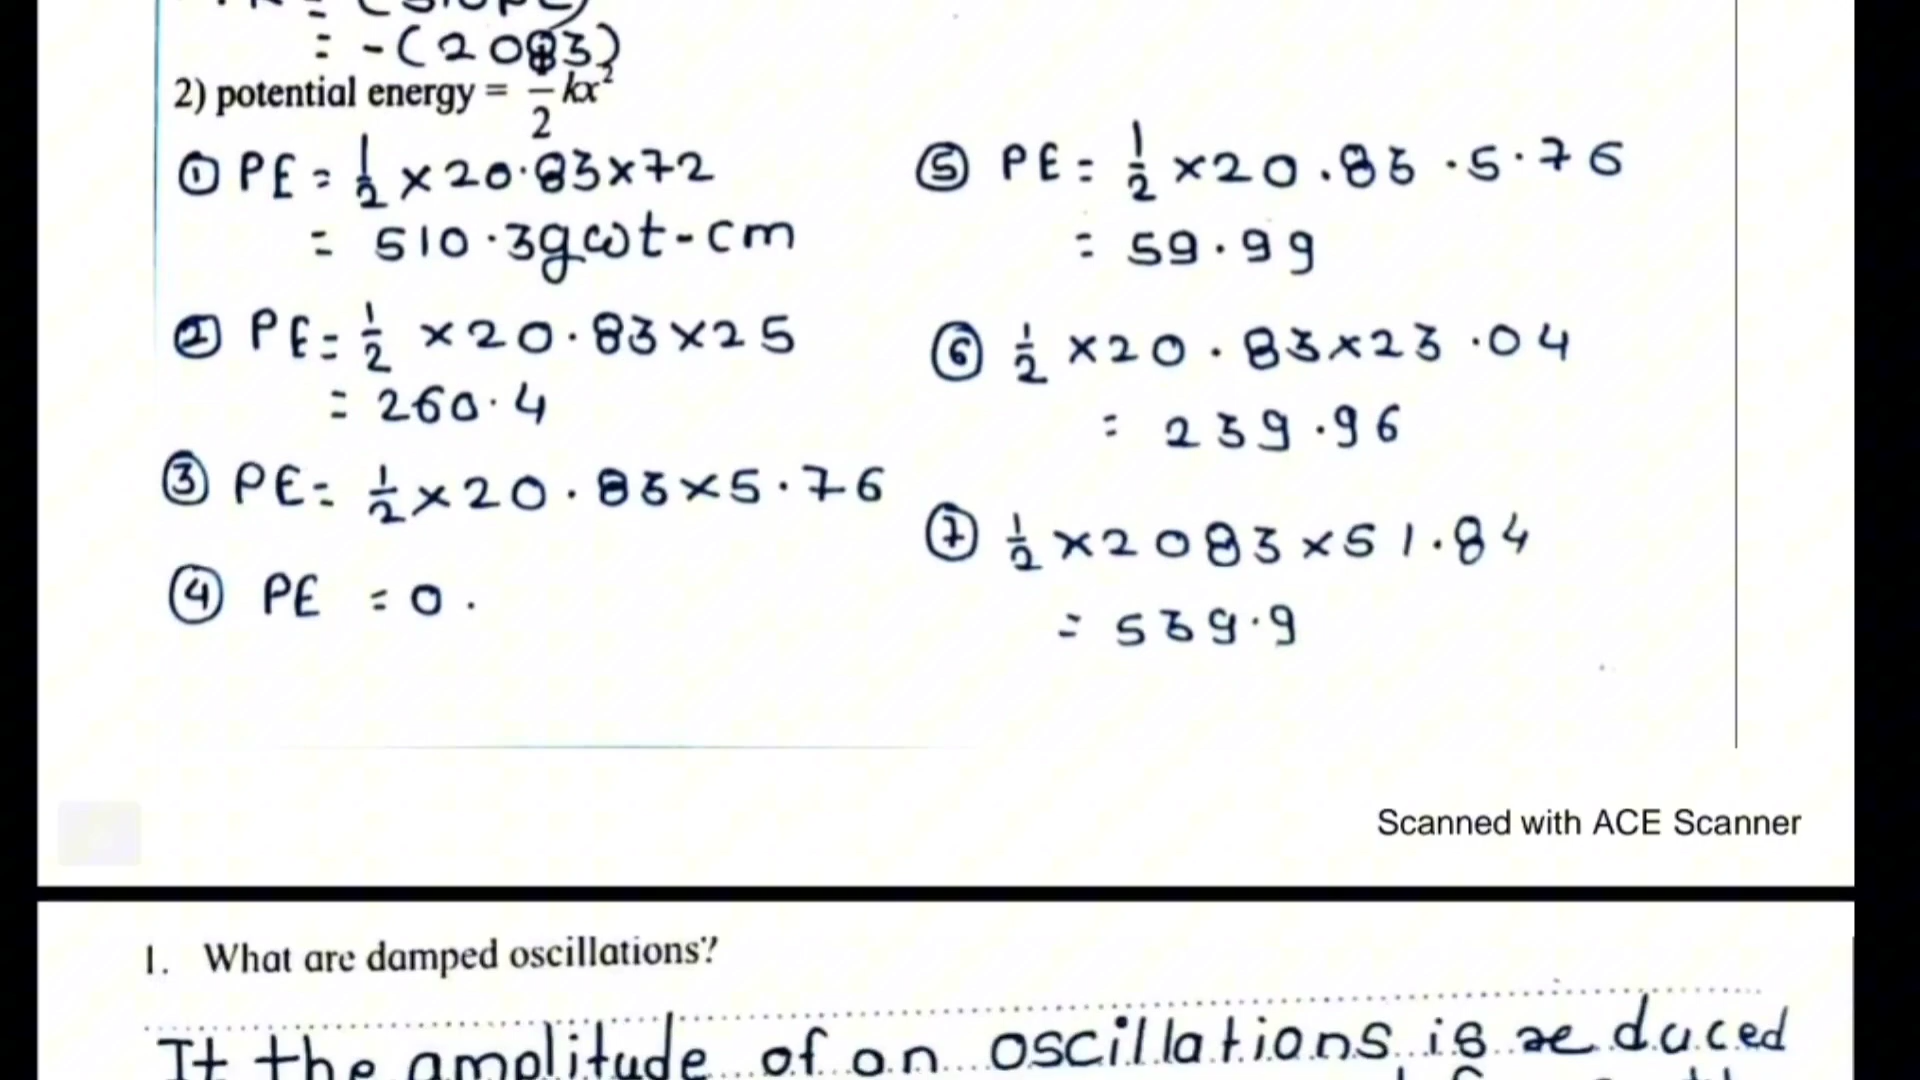 = -(2083)
2) potential energy = 1/2 kx²
① PE = 1/2 × 20.83 × 72
= 510.3gwt-cm
② PE = 1/2 × 20.83 × 25
= 260.4
③ PE = 1/2 × 20.83 × 5.76
④ PE = 0.
⑤ PE = 1/2 × 20.83 . 5.76
= 59.99
⑥ 1/2 × 20.83 × 23.04
= 239.96
⑦ 1/2 × 2083 × 51.84
= 539.9
Scanned with ACE Scanner
1. What are damped oscillations?
If the amplitude of an oscillations is reduced